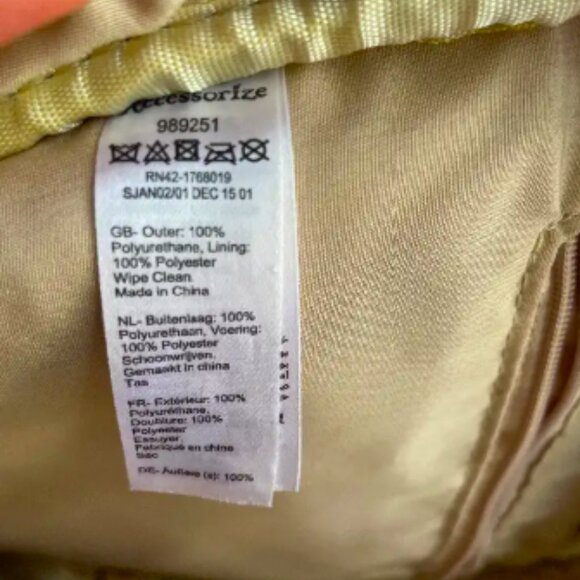 Accessorize
989251
RN42-1768019
SJAN02/01 DEC 15 01
GB- Outer: 100%
Polyurethane, Lining:
100% Polyester
Wipe Clean.
Made in China
NL- Buitenlaag: 100%
Polyurethaan, Voering:
100% Polyester
Schoonwrijven.
Gemaakt in china
Tas
FR- Extérieur: 100%
Polyuréthane,
Doublure: 100%
Polyester
Essuyer
Fabriqué en chine
Sac
100%